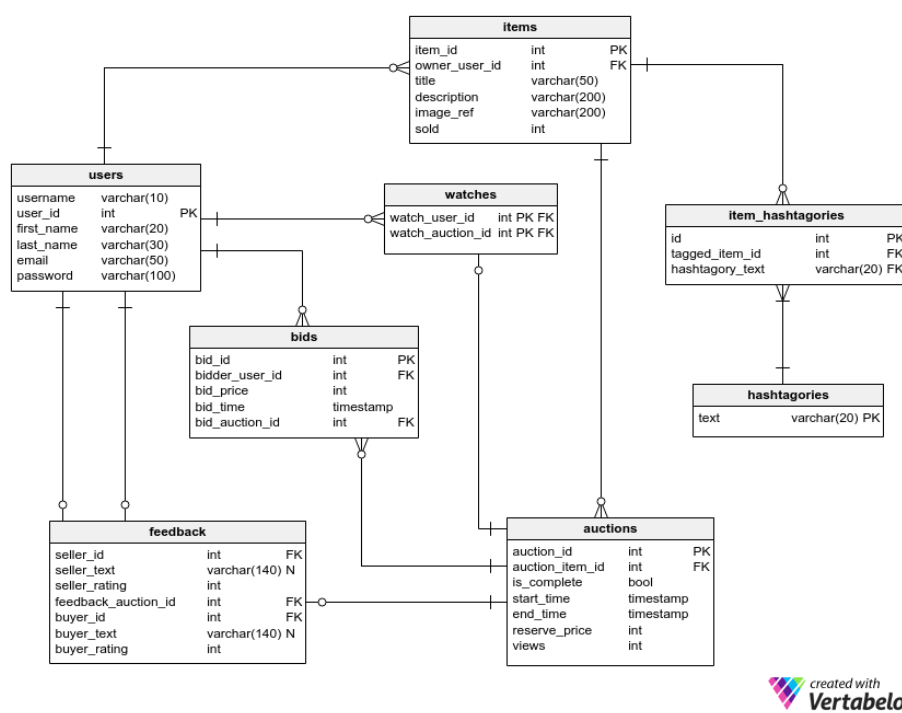 items
item_id int PK
owner_user_id int FK
title varchar(50)
description varchar(200)
image_ref varchar(200)
sold int
users
username varchar(10)
user_id int PK
first_name varchar(20)
last_name varchar(30)
email varchar(50)
password varchar(100)
watches
watch_user_id int PK FK
watch_auction_id int PK FK
item_hashtagories
id int PK
tagged_item_id int FK
hashtagory_text varchar(20) FK
bids
bid_id int PK
bidder_user_id int FK
bid_price int
bid_time timestamp
bid_auction_id int FK
hashtagories
text varchar(20) PK
feedback
seller_id int FK
seller_text varchar(140) N
seller_rating int
feedback_auction_id int FK
buyer_id int FK
buyer_text varchar(140) N
buyer_rating int
auctions
auction_id int PK
auction_item_id int FK
is_complete bool
start_time timestamp
end_time timestamp
reserve_price int
views int
created with
Vertabelo